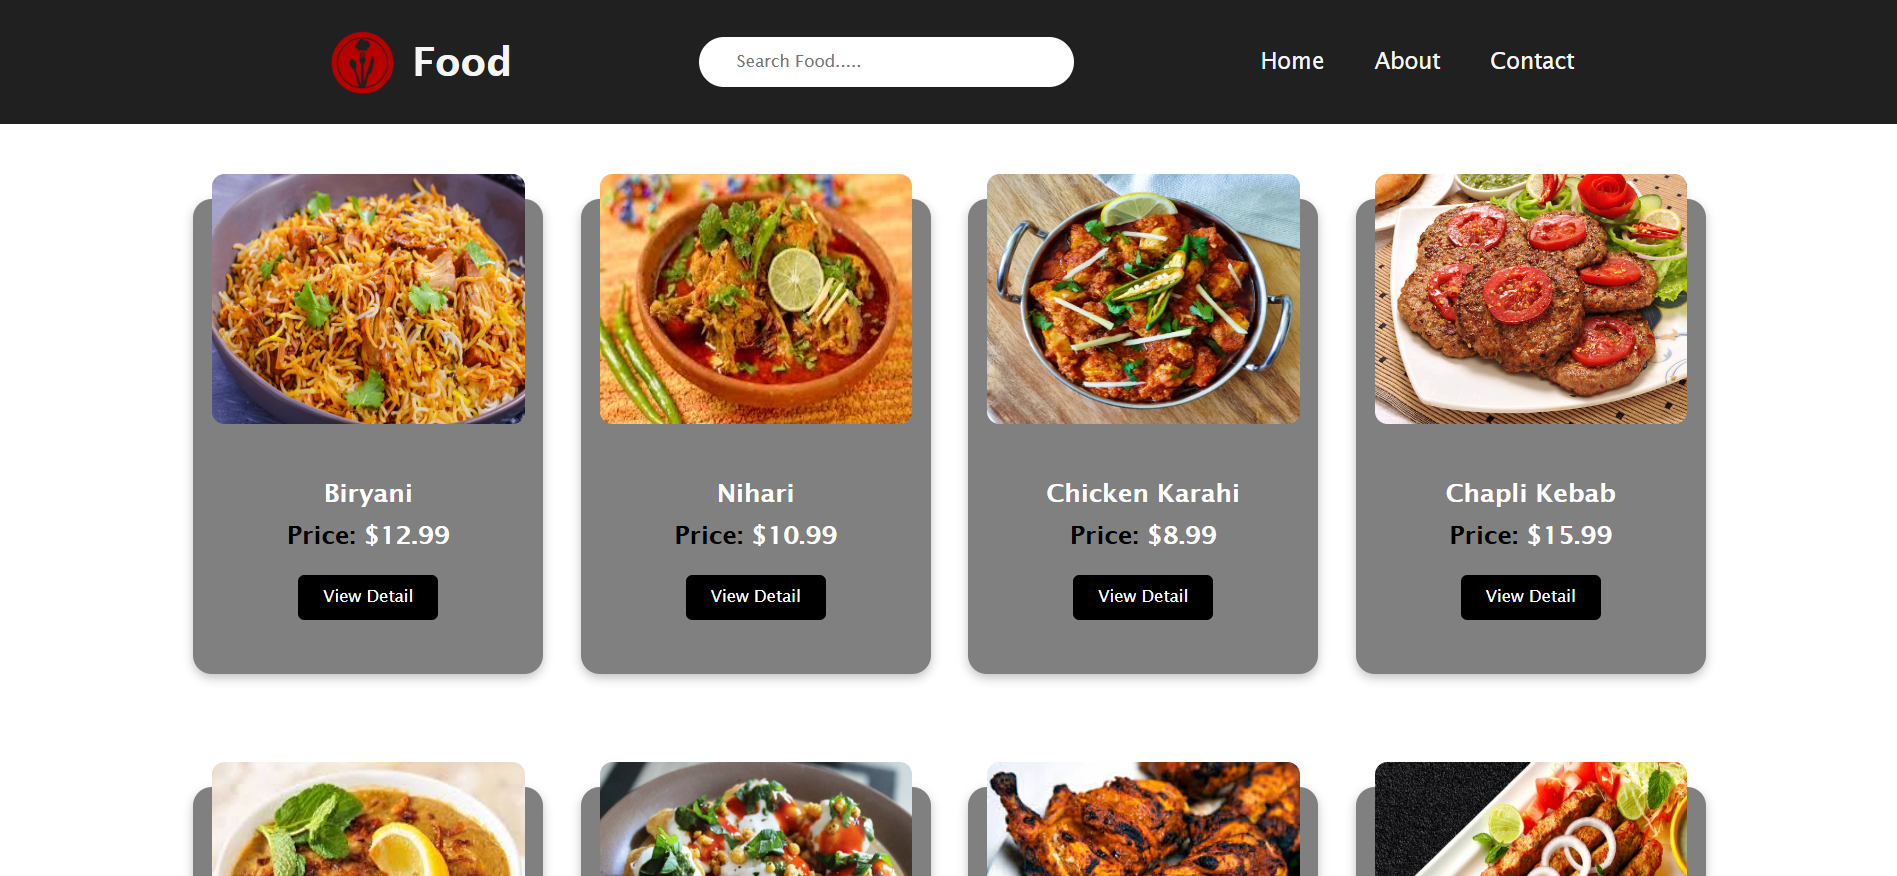 Food
Search Food.....
Home
About
Contact
Biryani
Price: $12.99
View Detail
Nihari
Price: $10.99
View Detail
Chicken Karahi
Price: $8.99
View Detail
Chapli Kebab
Price: $15.99
View Detail